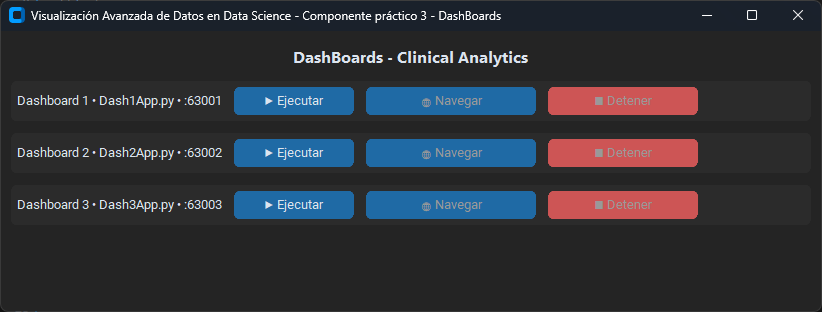 Visualización Avanzada de Datos en Data Science - Componente práctico 3 - DashBoards
DashBoards - Clinical Analytics
Dashboard 1 • Dash1App.py • :63001 ▶ Ejecutar 🌐 Navegar ■ Detener
Dashboard 2 • Dash2App.py • :63002 ▶ Ejecutar 🌐 Navegar ■ Detener
Dashboard 3 • Dash3App.py • :63003 ▶ Ejecutar 🌐 Navegar ■ Detener